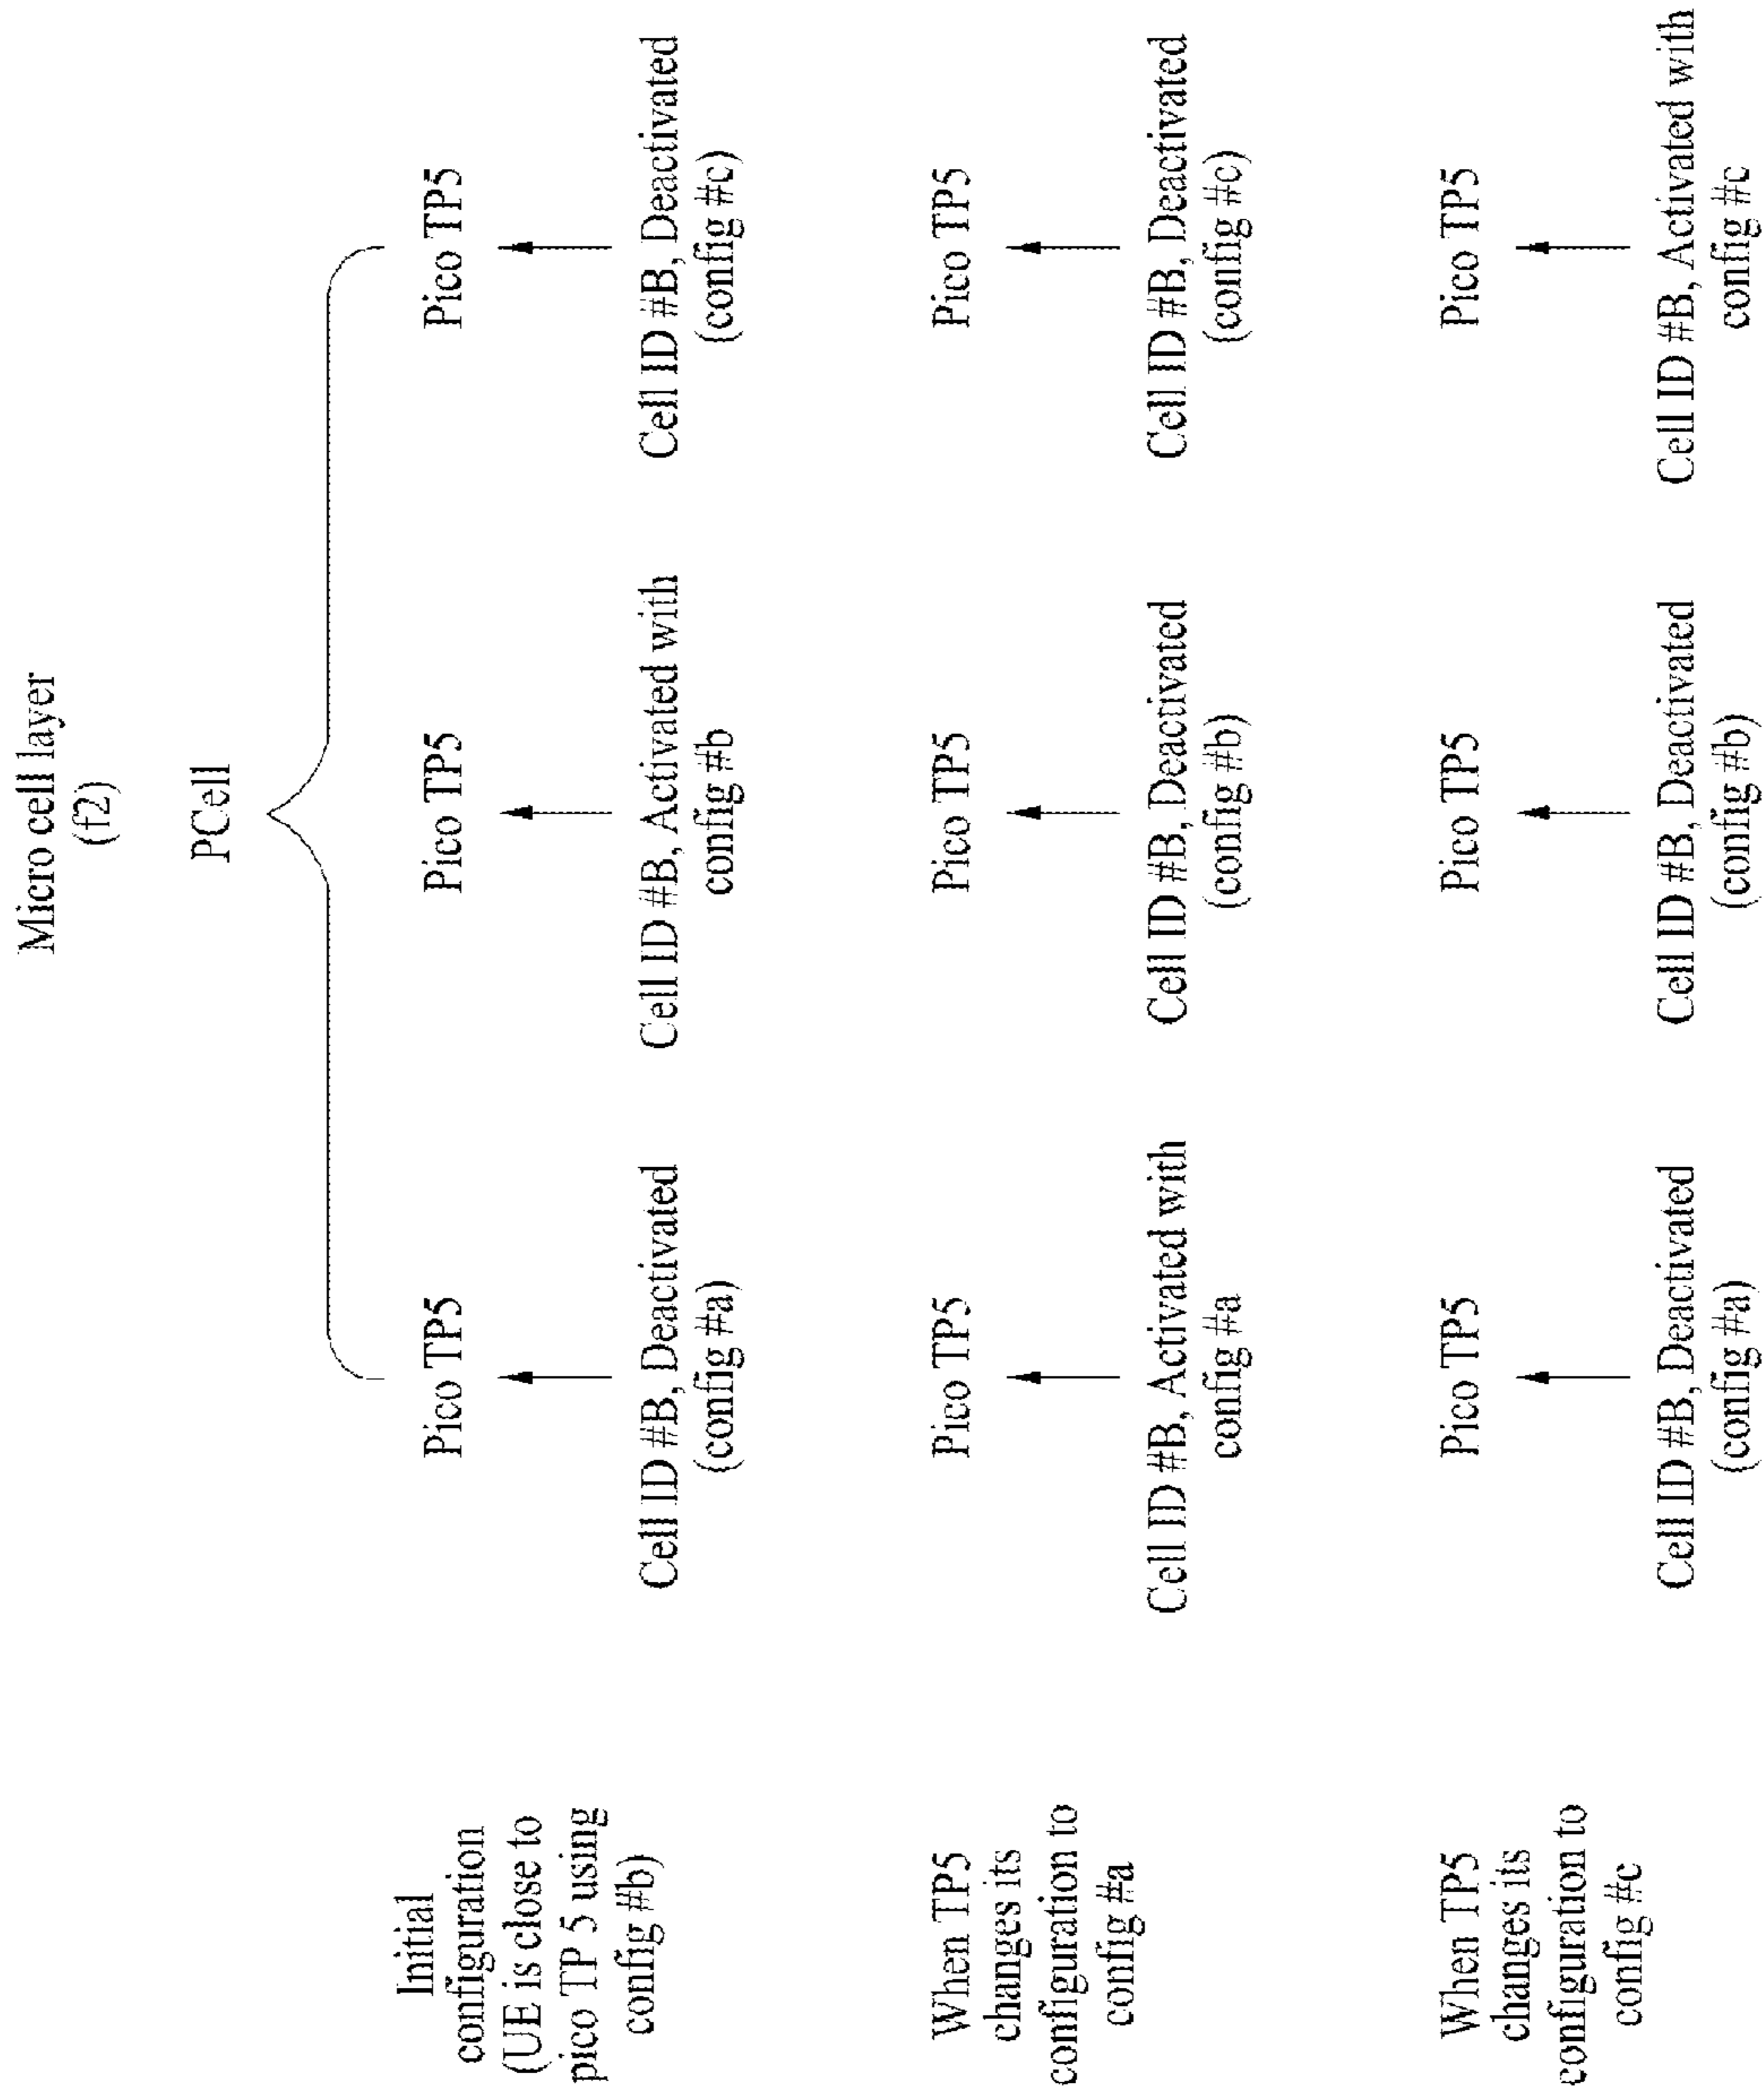 Micro cell layer
(f2)
PCell
Initial
configuration
(UE is close to
pico TP 5 using
config #b)
Pico TP5
Cell ID #B, Deactivated
(config #a)
Pico TP5
Cell ID #B, Activated with
config #b
Pico TP5
Cell ID #B, Deactivated
(config #c)
When TP5
changes its
configuration to
config #a
Pico TP5
Cell ID #B, Activated with
config #a
Pico TP5
Cell ID #B, Deactivated
(config #b)
Pico TP5
Cell ID #B, Deactivated
(config #c)
When TP5
changes its
configuration to
config #c
Pico TP5
Cell ID #B, Deactivated
(config #a)
Pico TP5
Cell ID #B, Deactivated
(config #b)
Pico TP5
Cell ID #B, Activated with
config #c